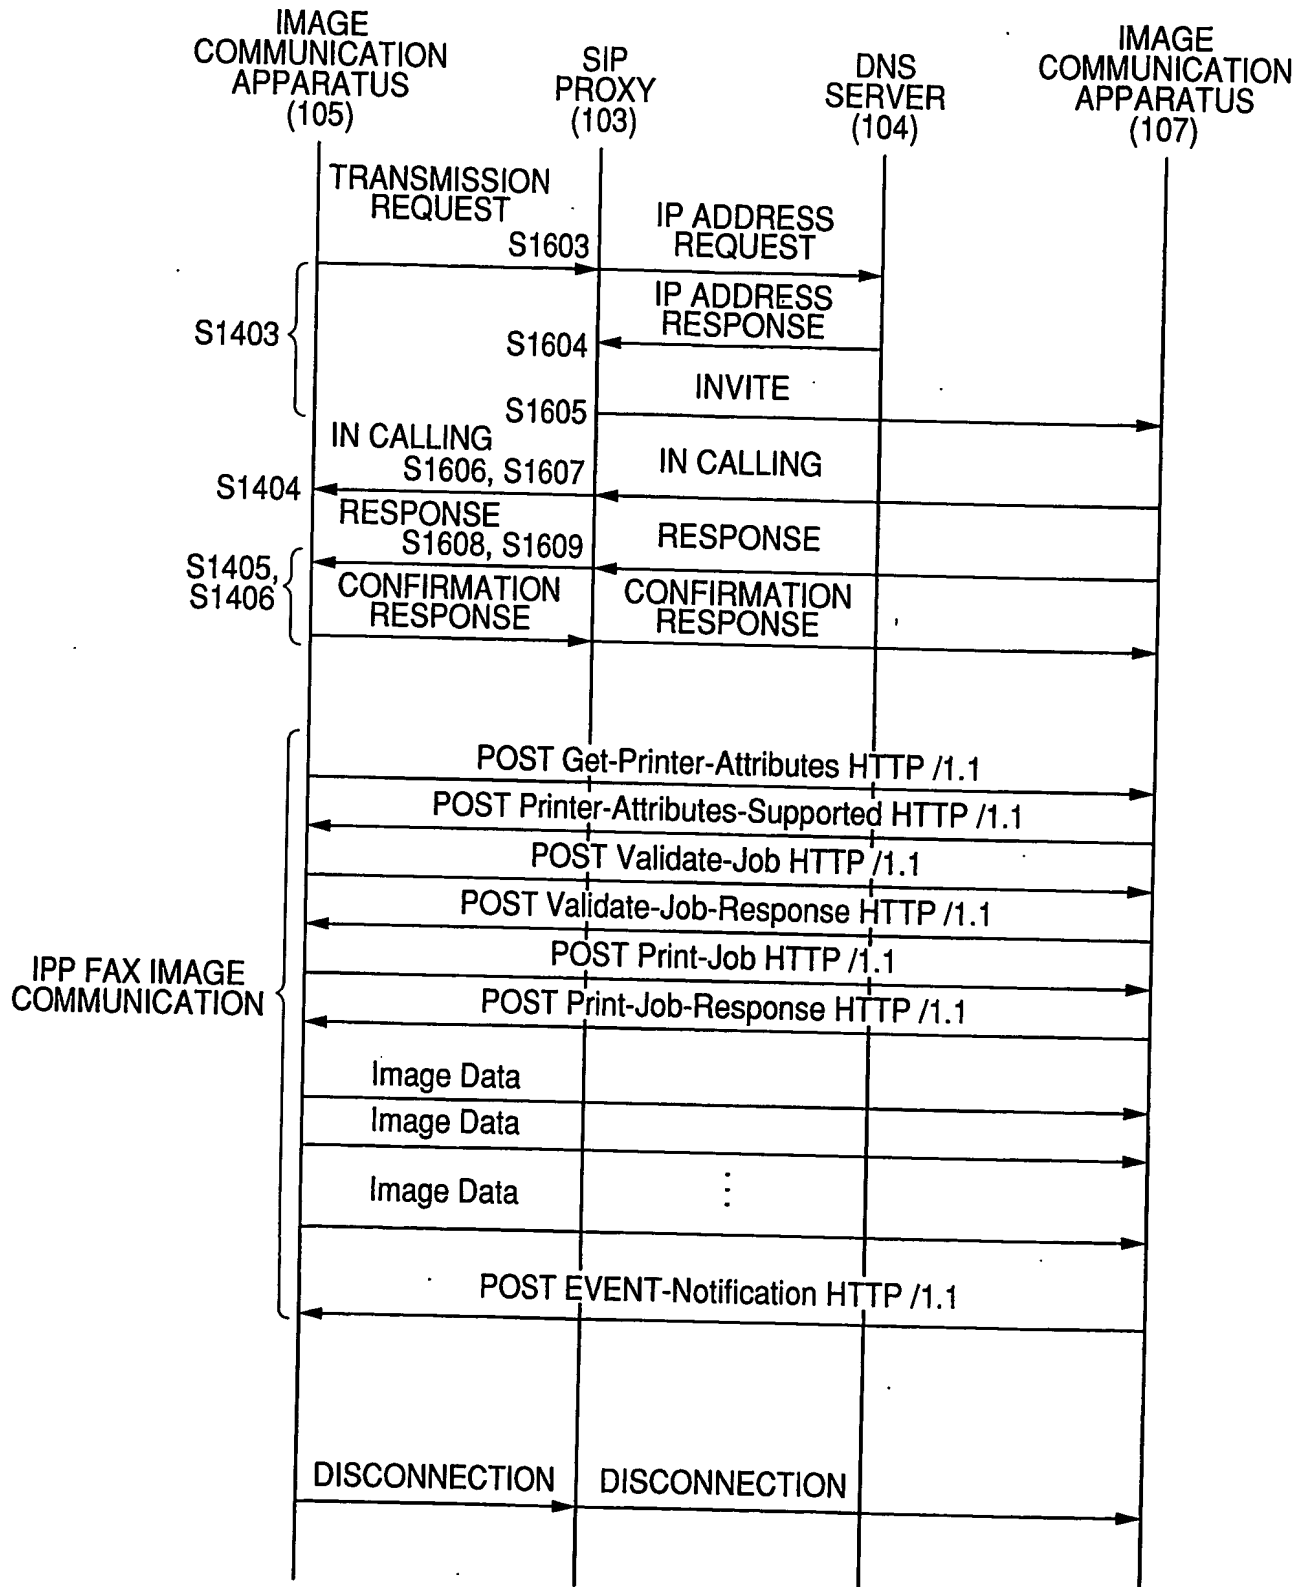 IMAGE
COMMUNICATION
APPARATUS
(105)
SIP
PROXY
(103)
DNS
SERVER
(104)
IMAGE
COMMUNICATION
APPARATUS
(107)
TRANSMISSION
REQUEST
S1603
IP ADDRESS
REQUEST
S1403
IP ADDRESS
RESPONSE
S1604
INVITE
S1605
IN CALLING
S1606, S1607
IN CALLING
S1404
RESPONSE
S1608, S1609
RESPONSE
S1405,
S1406
CONFIRMATION
RESPONSE
CONFIRMATION
RESPONSE
IPP FAX IMAGE
COMMUNICATION
POST Get-Printer-Attributes HTTP /1.1
POST Printer-Attributes-Supported HTTP /1.1
POST Validate-Job HTTP /1.1
POST Validate-Job-Response HTTP /1.1
POST Print-Job HTTP /1.1
POST Print-Job-Response HTTP /1.1
Image Data
Image Data
Image Data
POST EVENT-Notification HTTP /1.1
DISCONNECTION
DISCONNECTION